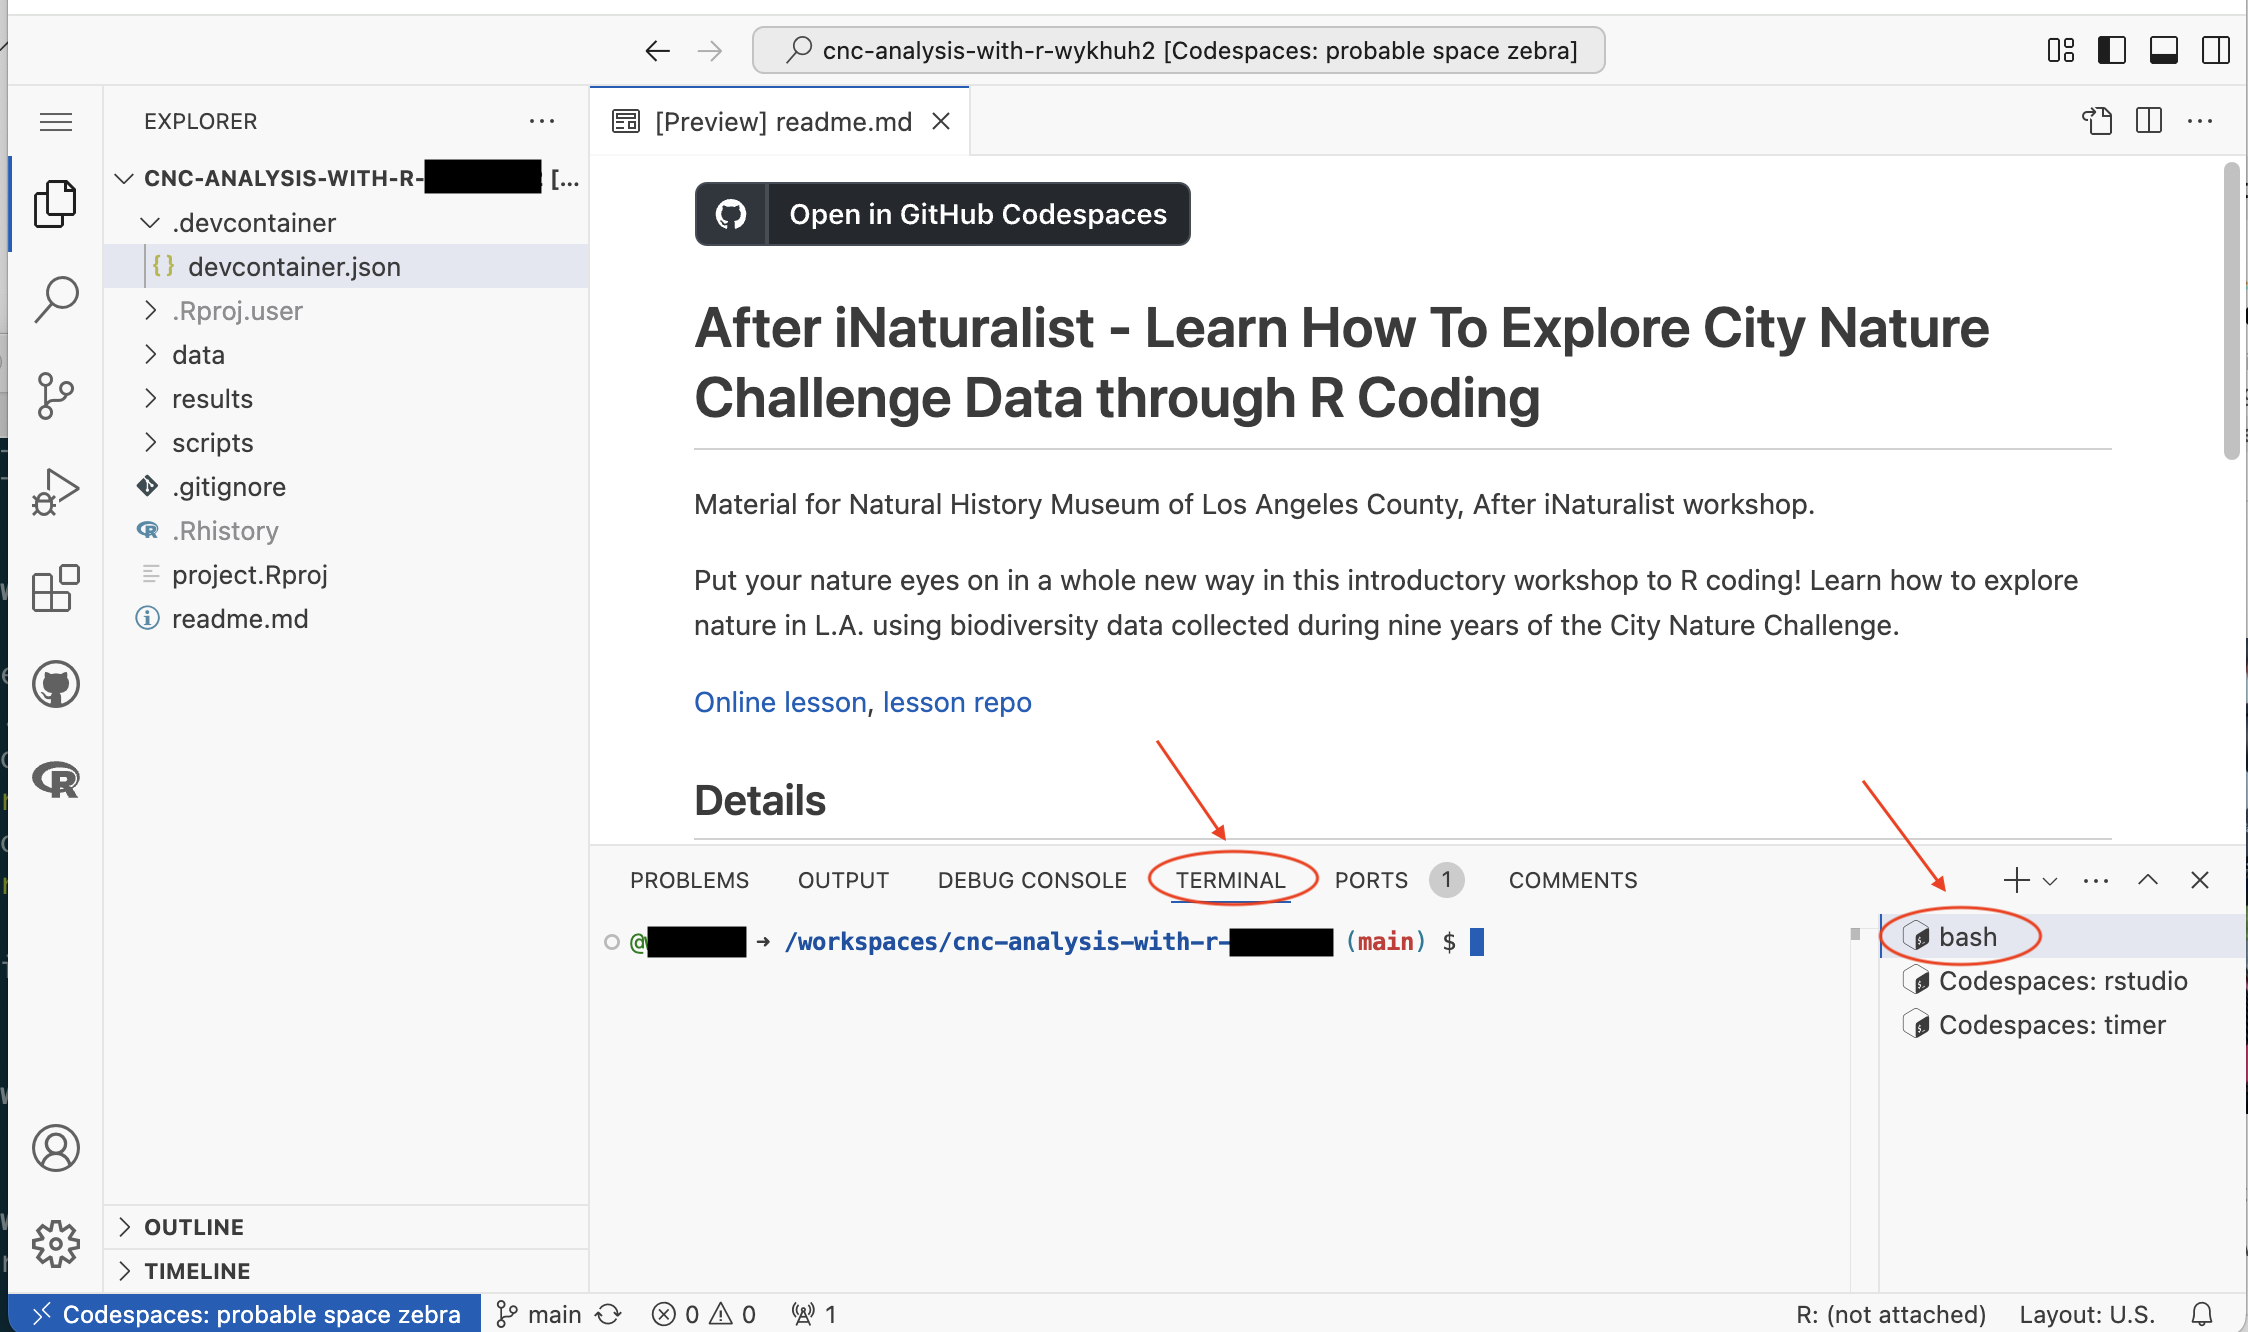 cnc-analysis-with-r-wykhuh2 [Codespaces: probable space zebra]
EXPLORER
CNC-ANALYSIS-WITH-R- [...
.devcontainer
{} devcontainer.json
.Rproj.user
data
results
scripts
.gitignore
.Rhistory
project.Rproj
readme.md
OUTLINE
TIMELINE
[Preview] readme.md
Open in GitHub Codespaces
After iNaturalist - Learn How To Explore City Nature
Challenge Data through R Coding
Material for Natural History Museum of Los Angeles County, After iNaturalist workshop.
Put your nature eyes on in a whole new way in this introductory workshop to R coding! Learn how to explore
nature in L.A. using biodiversity data collected during nine years of the City Nature Challenge.
Online lesson, lesson repo
Details
PROBLEMS OUTPUT DEBUG CONSOLE TERMINAL PORTS 1 COMMENTS
@ → /workspaces/cnc-analysis-with-r- (main) $
bash
Codespaces: rstudio
Codespaces: timer
Codespaces: probable space zebra main 0 0 1 R: (not attached) Layout: U.S.